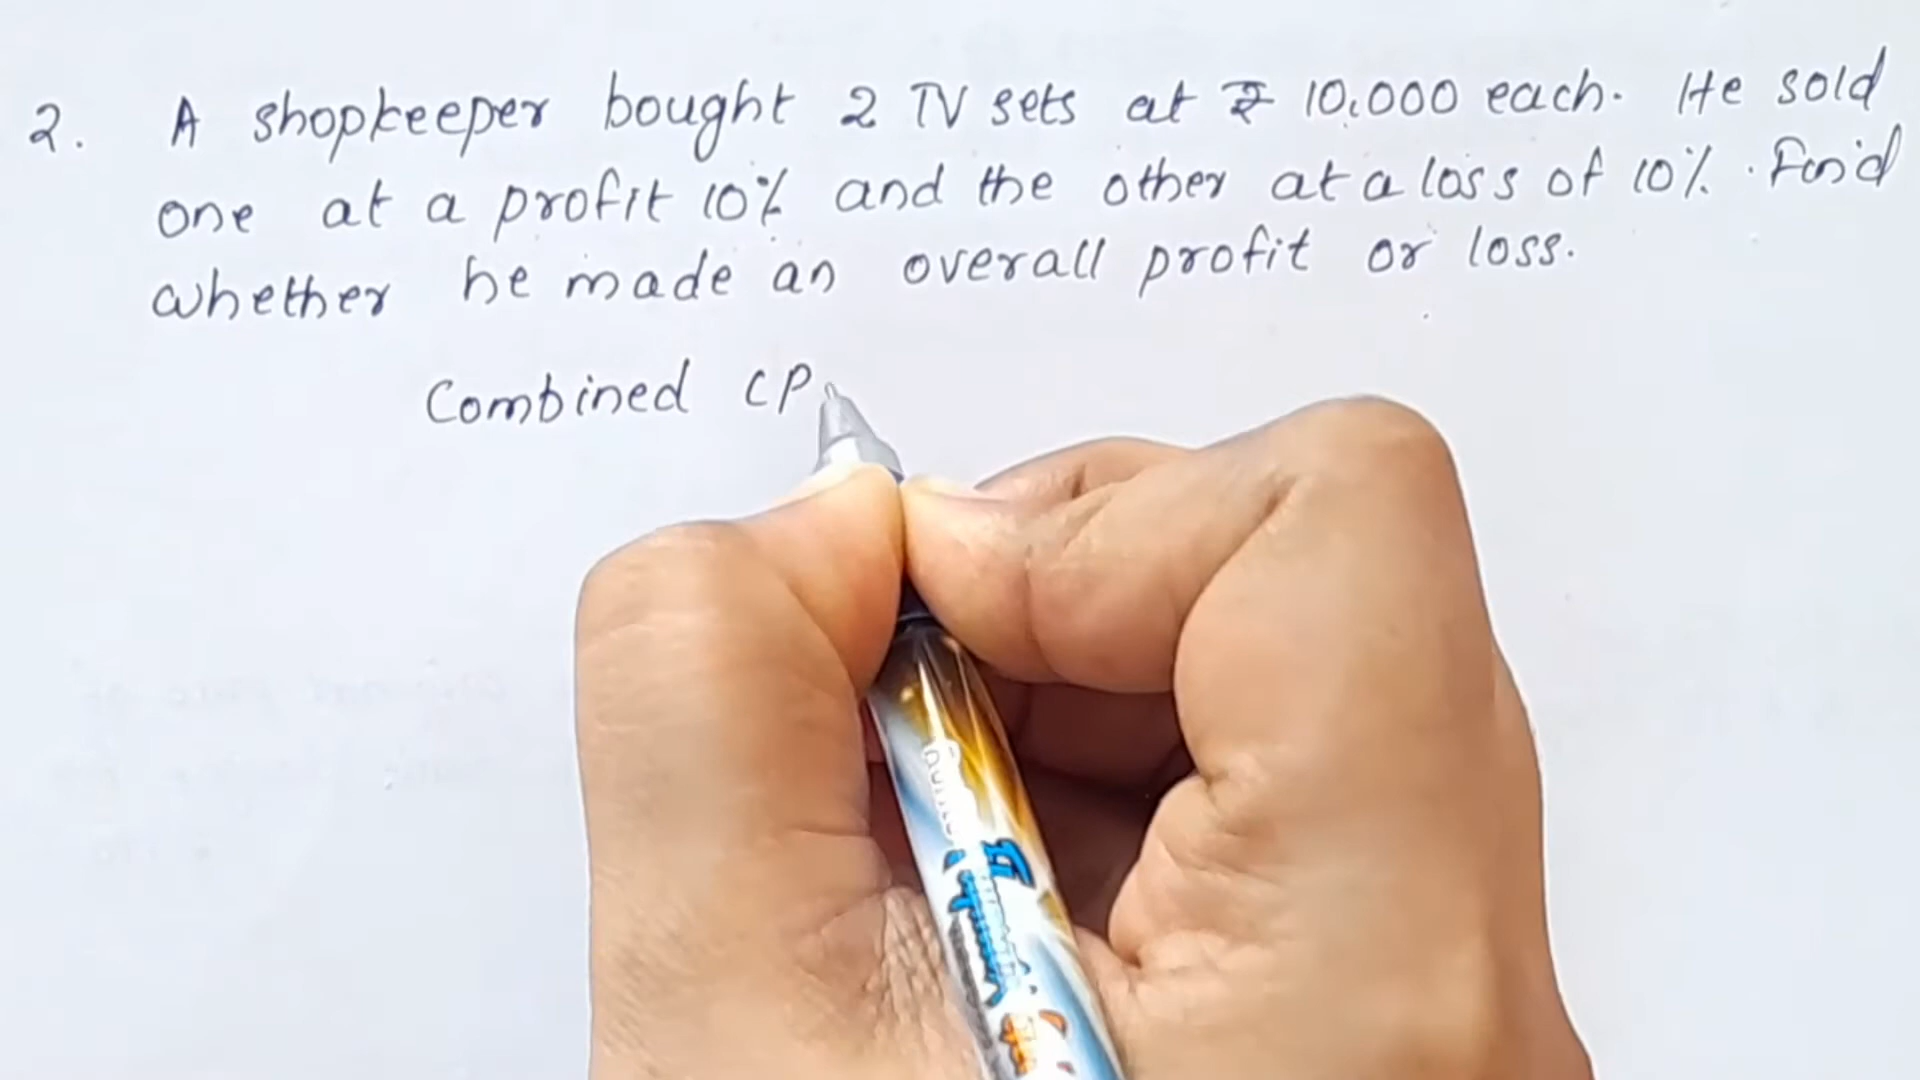 2. A shopkeeper bought 2 TV sets at ₹ 10,000 each. He sold
one at a profit 10% and the other at a loss of 10%. Find
whether he made an overall profit or loss.
Combined CP